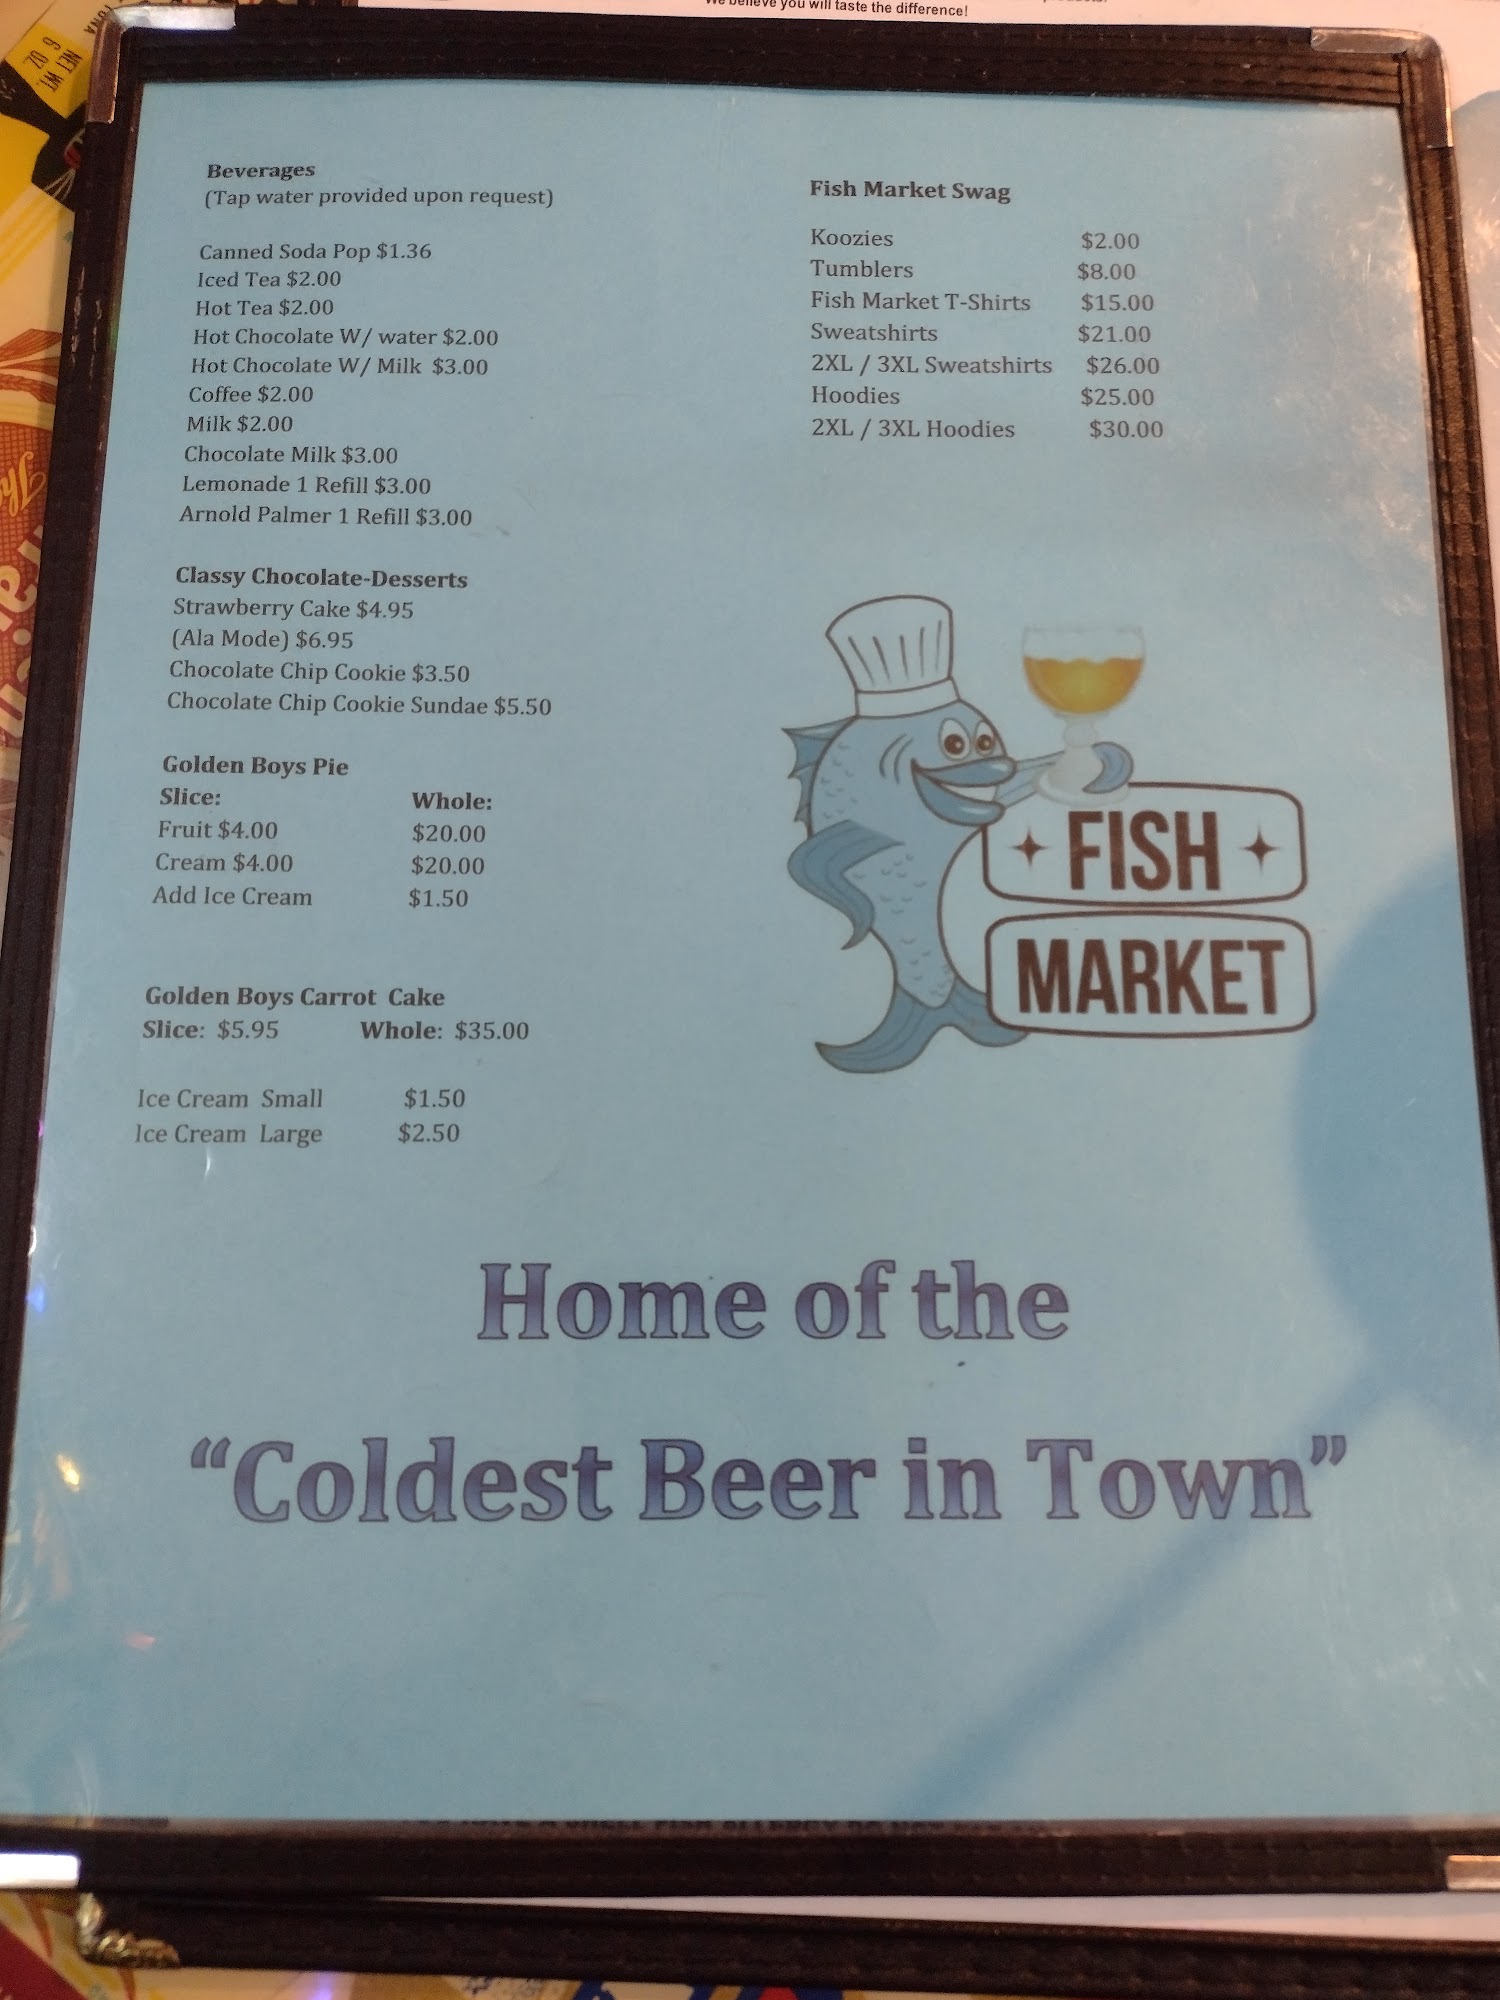 We believe you will taste the difference!
NET WT.
6 OZ.
Beverages
(Tap water provided upon request)
Canned Soda Pop $1.36
Iced Tea $2.00
Hot Tea $2.00
Hot Chocolate W/ water $2.00
Hot Chocolate W/ Milk $3.00
Coffee $2.00
Milk $2.00
Chocolate Milk $3.00
Lemonade 1 Refill $3.00
Arnold Palmer 1 Refill $3.00
Classy Chocolate-Desserts
Strawberry Cake $4.95
(Ala Mode) $6.95
Chocolate Chip Cookie $3.50
Chocolate Chip Cookie Sundae $5.50
Golden Boys Pie
Slice: Whole:
Fruit $4.00 $20.00
Cream $4.00 $20.00
Add Ice Cream $1.50
Golden Boys Carrot Cake
Slice: $5.95 Whole: $35.00
Ice Cream Small $1.50
Ice Cream Large $2.50
Fish Market Swag
Koozies $2.00
Tumblers $8.00
Fish Market T-Shirts $15.00
Sweatshirts $21.00
2XL / 3XL Sweatshirts $26.00
Hoodies $25.00
2XL / 3XL Hoodies $30.00
FISH
MARKET
Home of the
“Coldest Beer in Town”